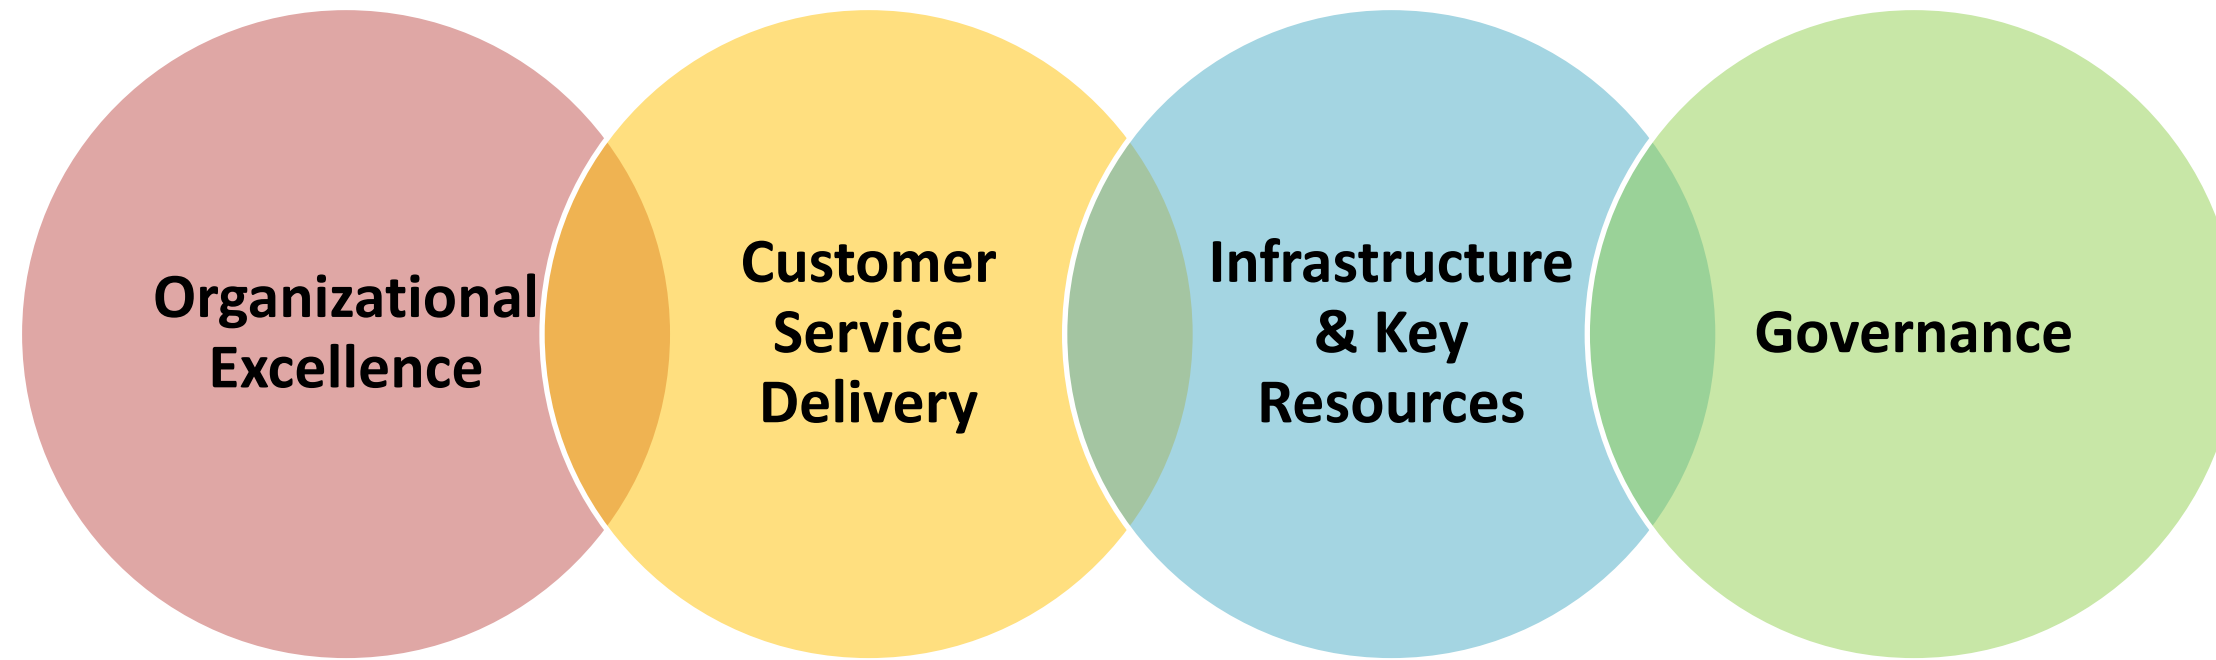 Organizational
Excellence
Customer
Service
Delivery
Infrastructure
& Key
Resources
Governance